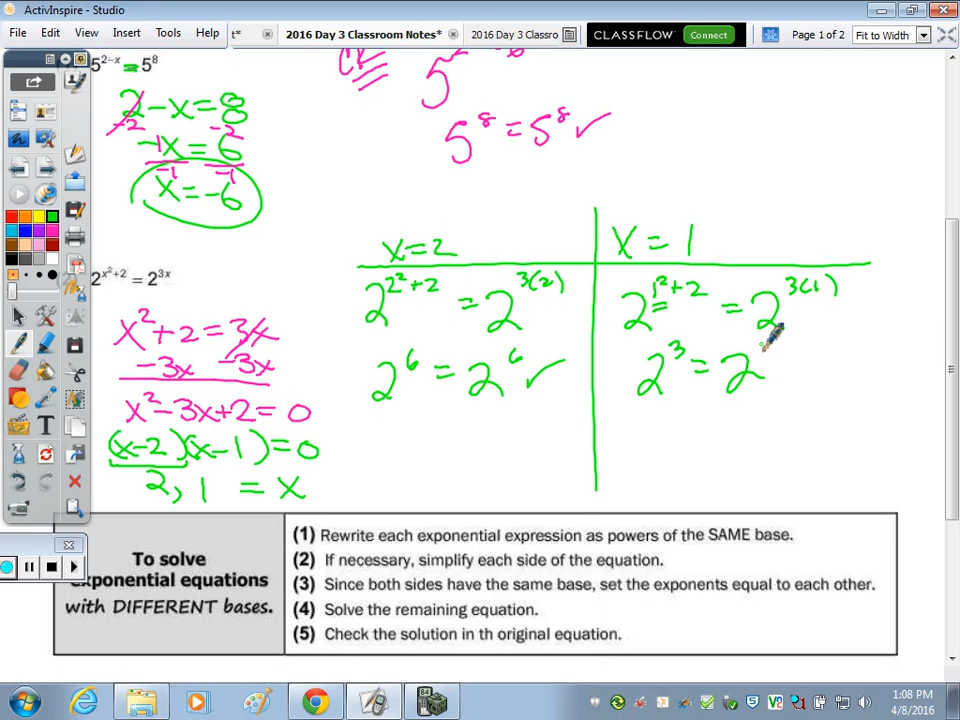 ActivInspire - Studio
File Edit View Insert Tools Help
t* 2016 Day 3 Classroom Notes* 2016 Day 3 Classro CLASSFLOW Connect Page 1 of 2 Fit to Width
5^(2-x) = 5^8
2 - x = 8
-2 -2
-1x = 6
-1 -1
x = -6
5^8 = 5^8 ✓
2^(x²+2) = 2^(3x)
x² + 2 = 3x
-3x -3x
x² - 3x + 2 = 0
(x-2)(x-1) = 0
2, 1 = x
x = 2
2^(2²+2) = 2^(3(2))
2^6 = 2^6 ✓
x = 1
2^(1²+2) = 2^(3(1))
2^3 = 2
To solve
exponential equations
with DIFFERENT bases.
(1) Rewrite each exponential expression as powers of the SAME base.
(2) If necessary, simplify each side of the equation.
(3) Since both sides have the same base, set the exponents equal to each other.
(4) Solve the remaining equation.
(5) Check the solution in th original equation.
1:08 PM
4/8/2016